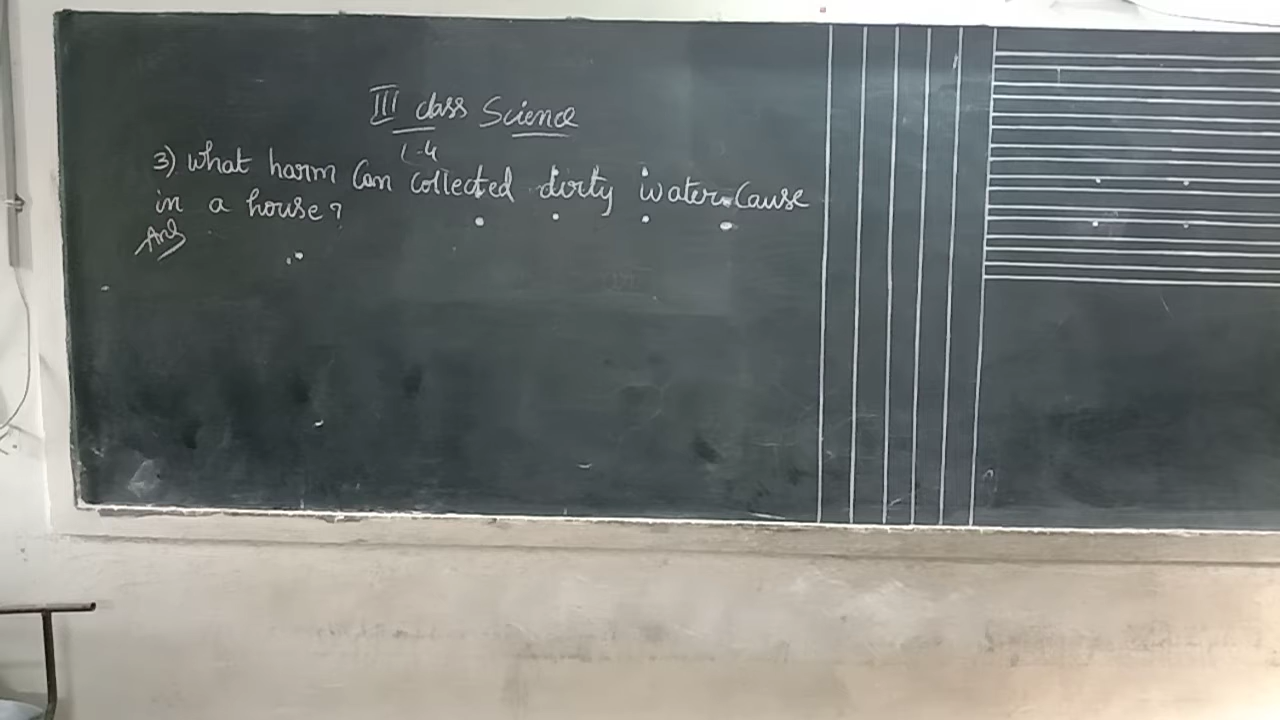 III class Science
L-4
3) What harm Can collected dirty water Cause
in a house?
Ans